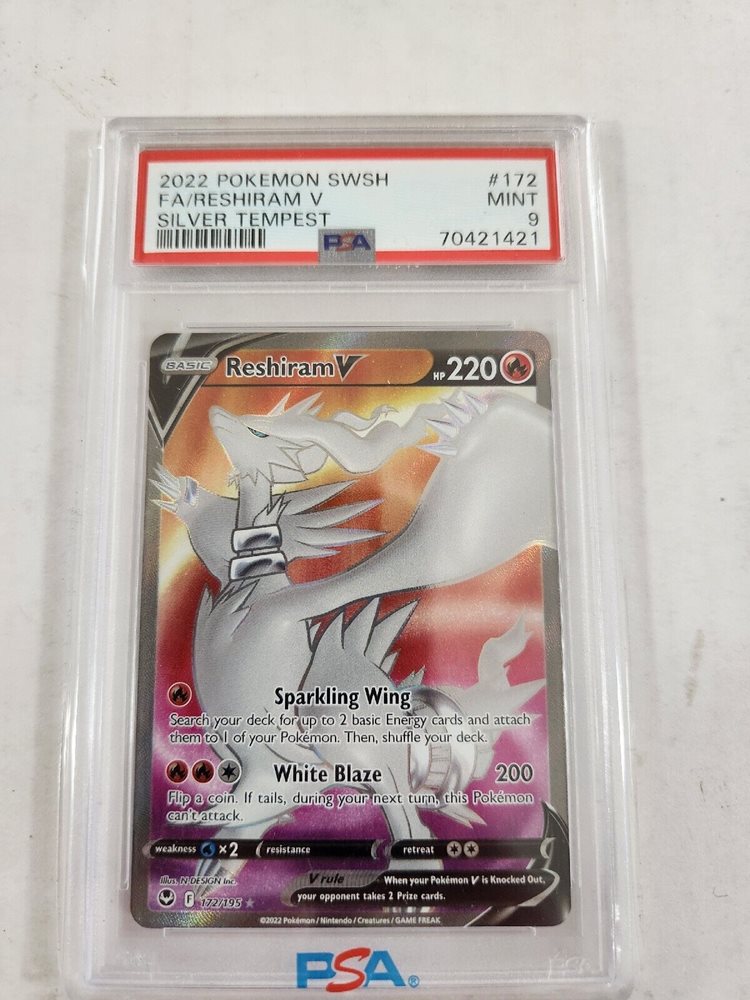 2022 POKEMON SWSH #172
FA/RESHIRAM V MINT
SILVER TEMPEST 9
PSA 70421421
BASIC Reshiram V HP 220
Sparkling Wing
Search your deck for up to 2 basic Energy cards and attach
them to 1 of your Pokémon. Then, shuffle your deck.
White Blaze 200
Flip a coin. If tails, during your next turn, this Pokémon
can't attack.
weakness ×2 resistance retreat
Illus. N-DESIGN Inc. V rule When your Pokémon V is Knocked Out,
your opponent takes 2 Prize cards.
F 172/195
©2022 Pokémon / Nintendo / Creatures / GAME FREAK
PSA®